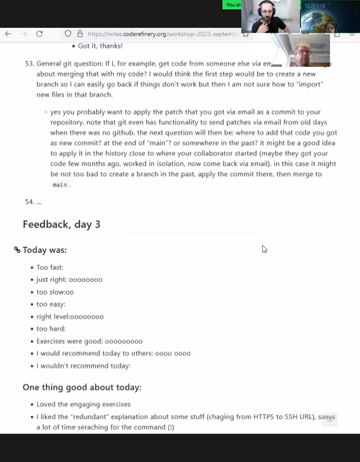 You ar
https://notes.coderefinery.org/workshop-2023-septem
• Got it, thanks!
53. General git question: If I, for example, get code from someone else via em
about merging that with my code? I would think the first step would be to create a new
branch so I can easily go back if things don't work but then I am not sure how to "import"
new files in that branch.
◦ yes you probably want to apply the patch that you got via email as a commit to your
repository. note that git even has functionality to send patches via email from old days
when there was no github. the next question will then be: where to add that code you got
as new commit? at the end of "main"? or somewhere in the past? it might be a good idea
to apply it in the history close to where your collaborator started (maybe they got your
code few months ago, worked in isolation, now come back via email). in this case it might
be not too bad to create a branch in the past, apply the commit there, then merge to
main .
54. ...
Feedback, day 3
Today was:
• Too fast:
• just right: oooooooo
• too slow:oo
• too easy:
• right level:oooooooo
• too hard:
• Exercises were good: ooooooooo
• I would recommend today to others: oooo oooo
• I wouldn't recommend today:
One thing good about today:
• Loved the engaging exercises
• I liked the "redundant" explanation about some stuff (chaging from HTTPS to SSH URL), saves
a lot of time seraching for the command (!)